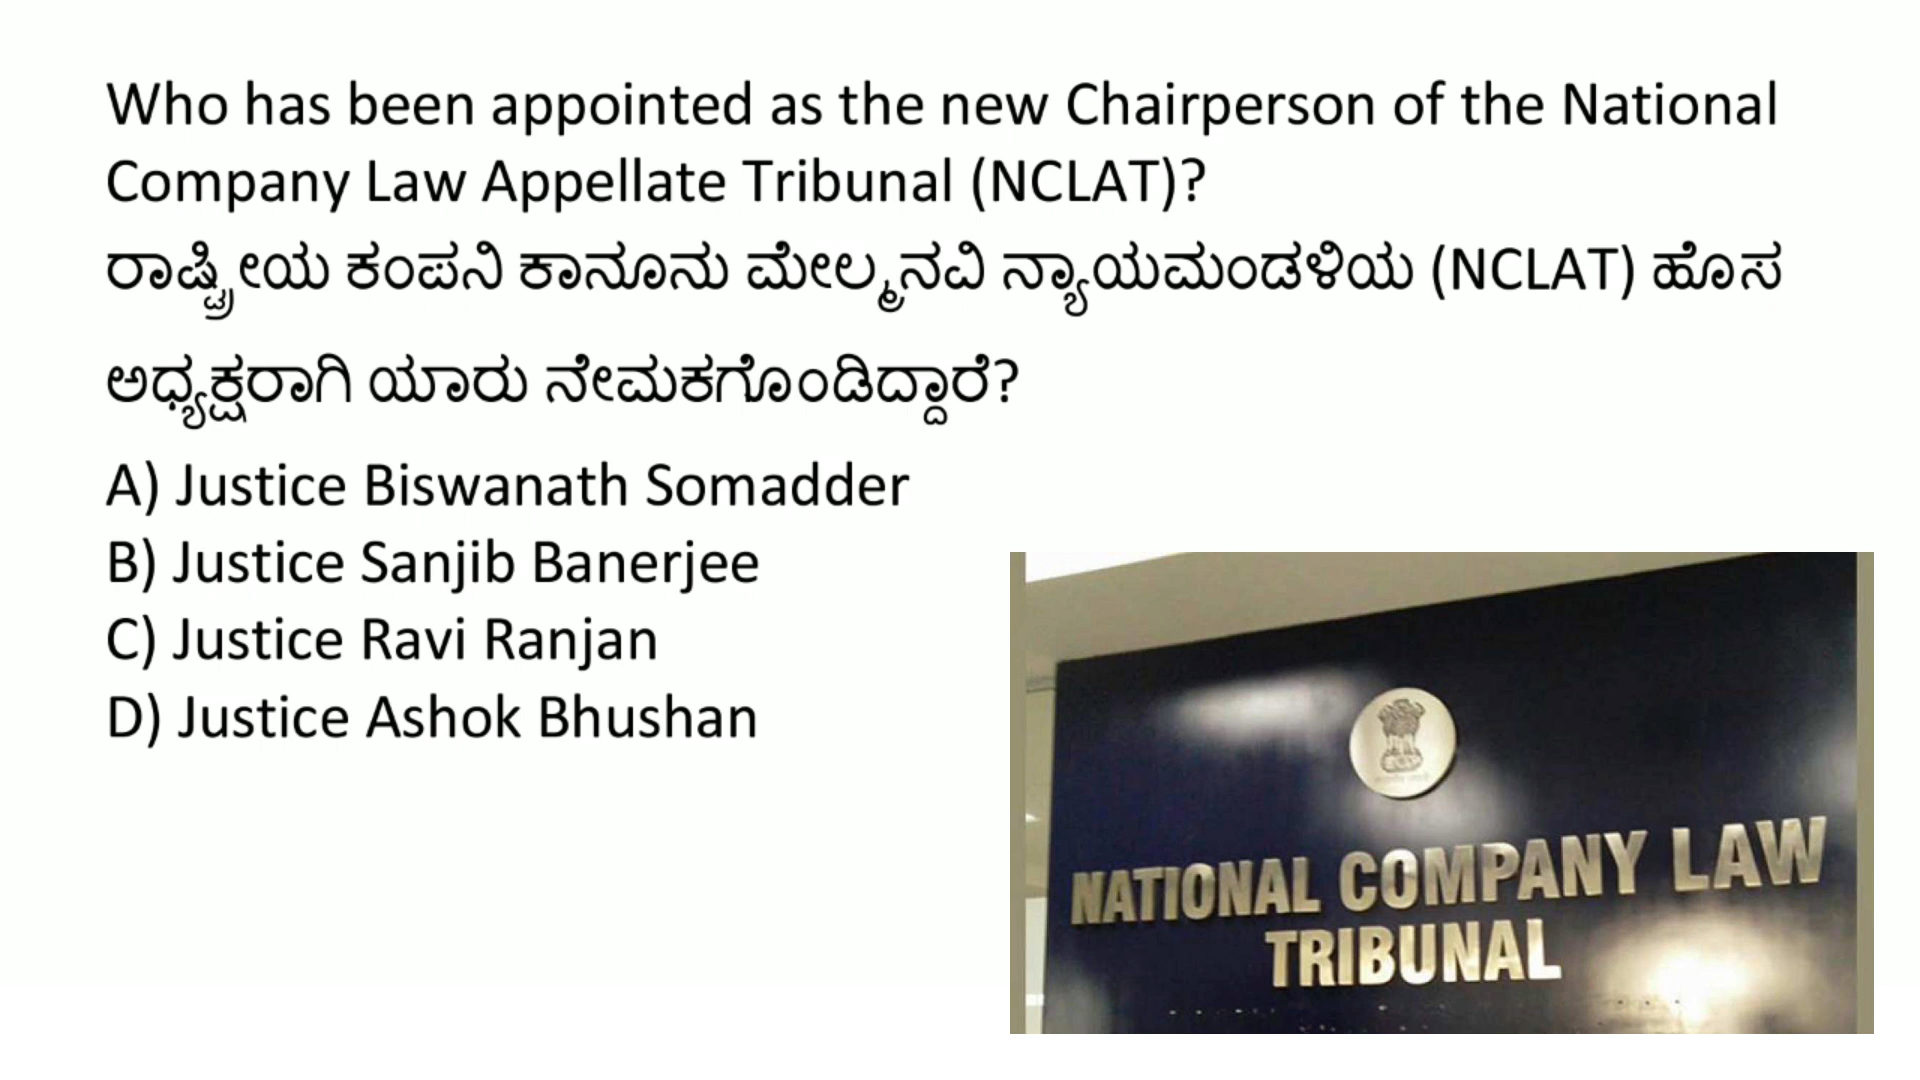 Who has been appointed as the new Chairperson of the National
Company Law Appellate Tribunal (NCLAT)?
ರಾಷ್ಟ್ರೀಯ ಕಂಪನಿ ಕಾನೂನು ಮೇಲ್ಮನವಿ ನ್ಯಾಯಮಂಡಳಿಯ (NCLAT) ಹೊಸ
ಅಧ್ಯಕ್ಷರಾಗಿ ಯಾರು ನೇಮಕಗೊಂಡಿದ್ದಾರೆ?
A) Justice Biswanath Somadder
B) Justice Sanjib Banerjee
C) Justice Ravi Ranjan
D) Justice Ashok Bhushan
NATIONAL COMPANY LAW
TRIBUNAL